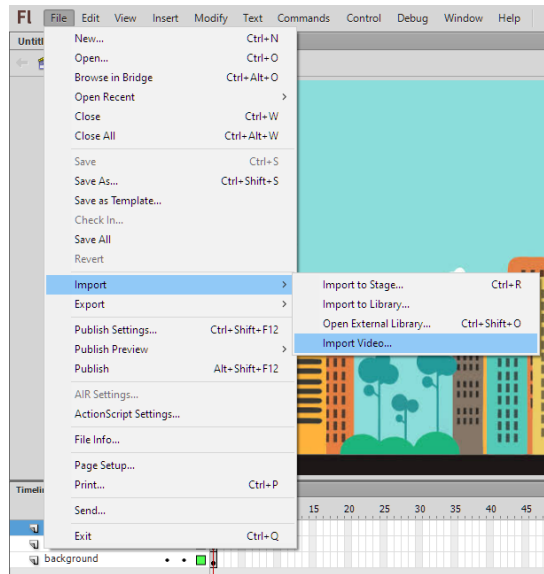 Fl File Edit View Insert Modify Text Commands Control Debug Window Help
Untitl
New... Ctrl+N
Open... Ctrl+O
Browse in Bridge Ctrl+Alt+O
Open Recent
Close Ctrl+W
Close All Ctrl+Alt+W
Save Ctrl+S
Save As... Ctrl+Shift+S
Save as Template...
Check In...
Save All
Revert
Import
Export
Publish Settings... Ctrl+Shift+F12
Publish Preview
Publish Alt+Shift+F12
AIR Settings...
ActionScript Settings...
File Info...
Page Setup...
Print... Ctrl+P
Send...
Exit Ctrl+Q
Import to Stage... Ctrl+R
Import to Library...
Open External Library... Ctrl+Shift+O
Import Video...
Timelin
15 20 25 30 35 40 45
background